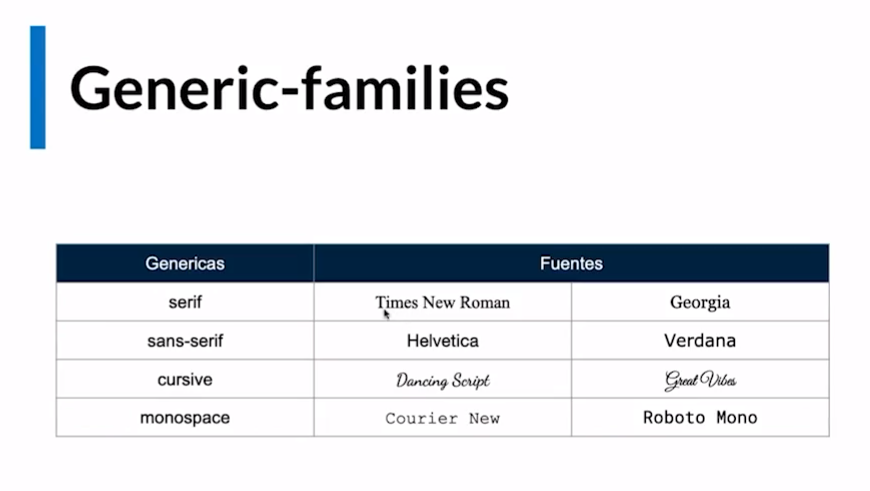 Generic-families
Genericas Fuentes
serif Times New Roman Georgia
sans-serif Helvetica Verdana
cursive Dancing Script Great Vibes
monospace Courier New Roboto Mono